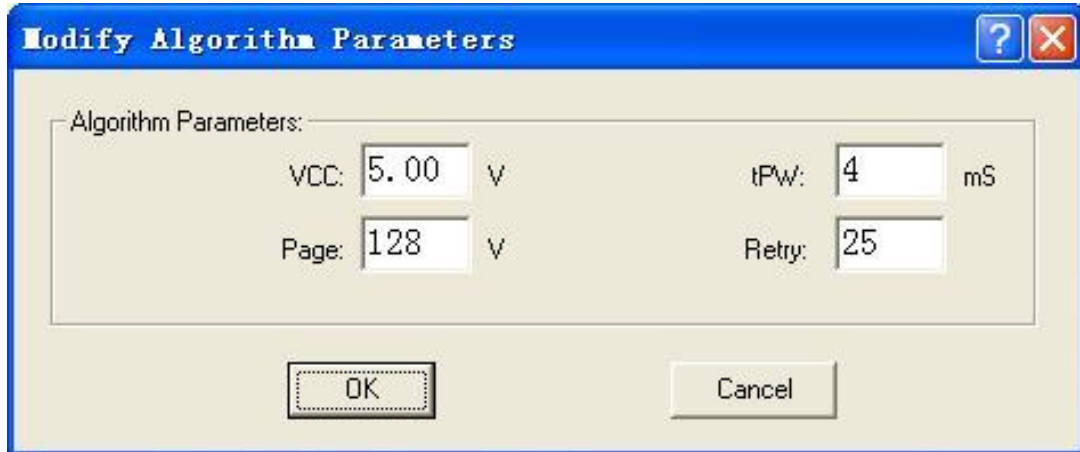 Modify Algorithm Parameters
Algorithm Parameters:
VCC: 5.00 V tPW: 4 mS
Page: 128 V Retry: 25
OK Cancel